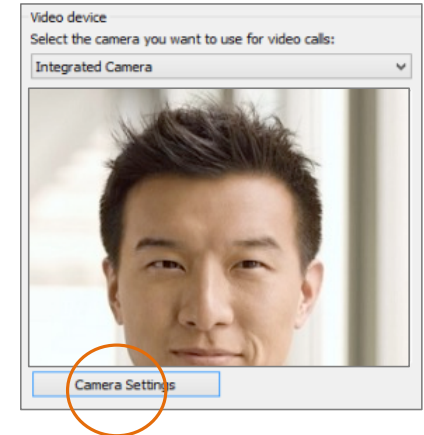 Video device
Select the camera you want to use for video calls:
Integrated Camera
Camera Settings